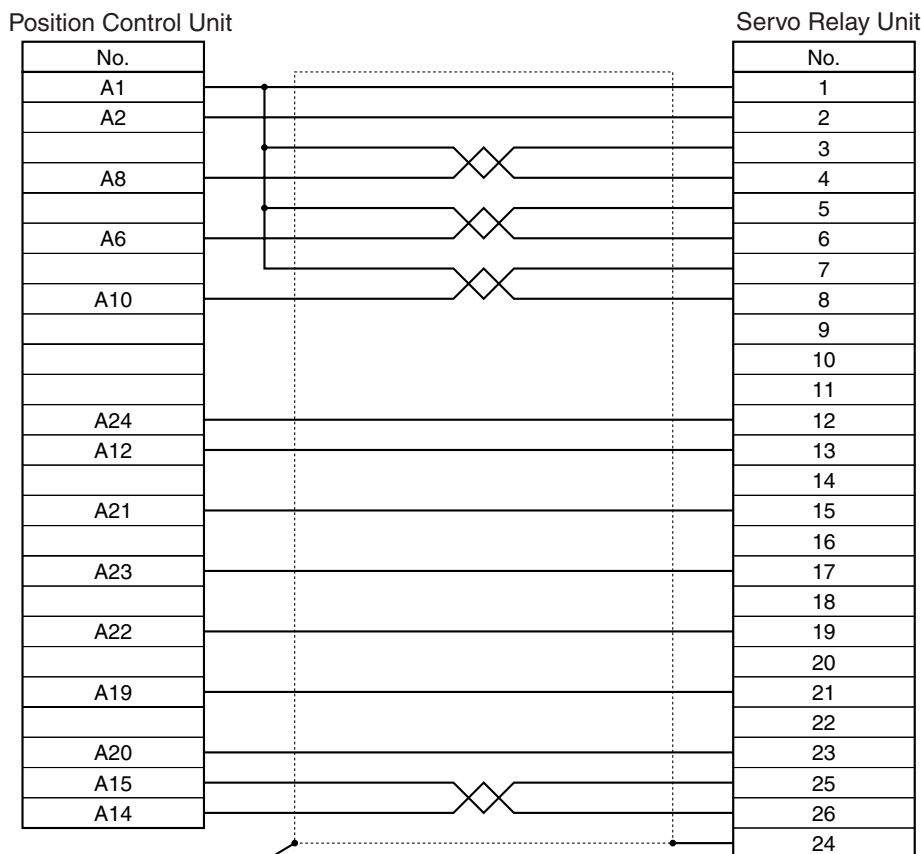 Position Control Unit Servo Relay Unit
No. No.
A1 1
A2 2
3
A8 4
5
A6 6
7
A10 8
9
10
11
A24 12
A12 13
14
A21 15
16
A23 17
18
A22 19
20
A19 21
22
A20 23
A15 25
A14 26
24